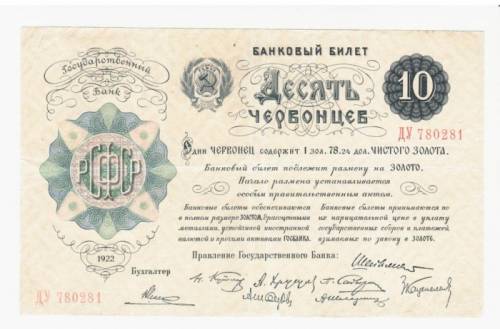 Государственный
Банк
БАНКОВЫЙ БИЛЕТ
ДЕСЯТЬ
ЧЕРВОНЦЕВ
10
ДУ 780281
Один ЧЕРВОНЕЦ содержит 1 зол. 78,24 дол. ЧИСТОГО ЗОЛОТА.
Банковый билет подлежит размену на ЗОЛОТО.
Начало размена устанавливается
особым правительственным актом.
РСФСР
Банковые билеты обеспечиваются
в полном размере ЗОЛОТОМ, драгоценными
металлами, устойчивой иностранной
валютой и прочими активами ГОСБАНКА.
Банковые билеты принимаются по
их нарицательной цене в уплату
государственных сборов и платежей
взимаемых по закону в ЗОЛОТЕ.
1922
Правление Государственного Банка:
Бухгалтер
ДУ 780281